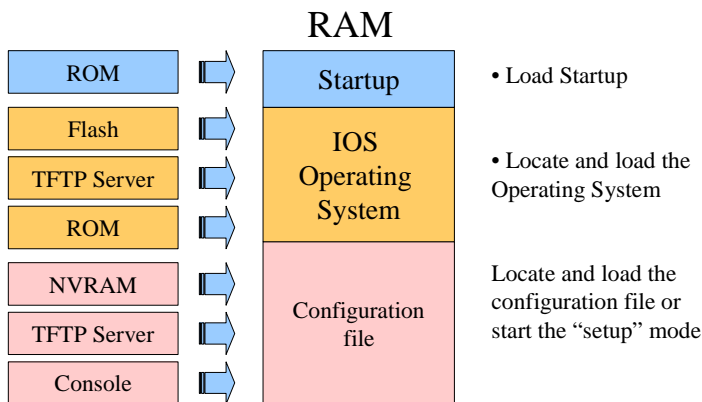 RAM
ROM
Startup
• Load Startup
Flash
TFTP Server
ROM
IOS
Operating
System
• Locate and load the
Operating System
NVRAM
TFTP Server
Console
Configuration
file
Locate and load the
configuration file or
start the “setup” mode